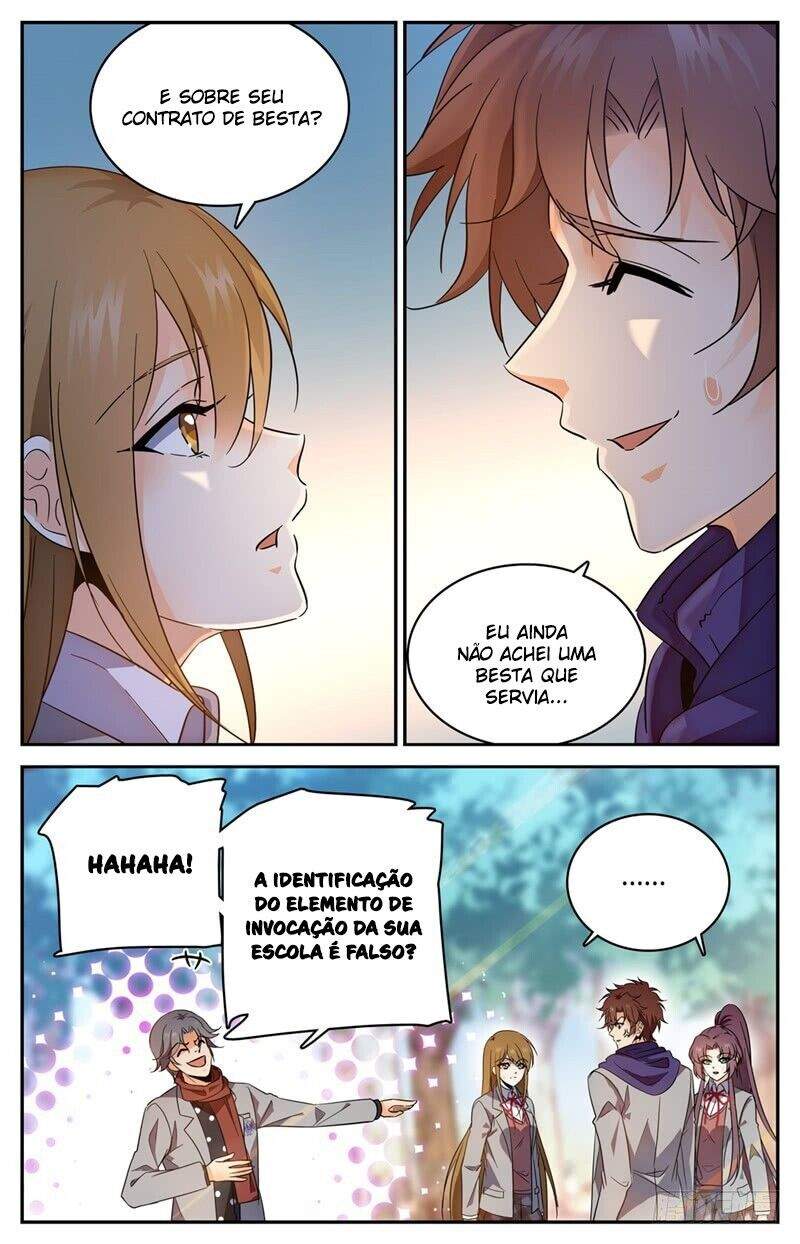 E SOBRE SEU
CONTRATO DE BESTA?
EU AINDA
NÃO ACHEI UMA
BESTA QUE
SERVIA...
HAHAHA!
A IDENTIFICAÇÃO
DO ELEMENTO DE
INVOCAÇÃO DA SUA
ESCOLA É FALSO?
......